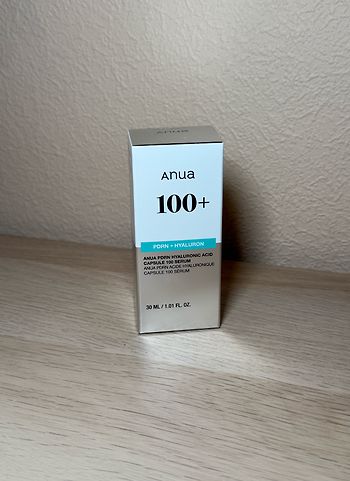 Anua
100+
PDRN + HYALURON
ANUA PDRN HYALURONIC ACID
CAPSULE 100 SERUM
ANUA PDRN ACIDE HYALURONIQUE
CAPSULE 100 SÉRUM
30 ML / 1.01 FL. OZ.